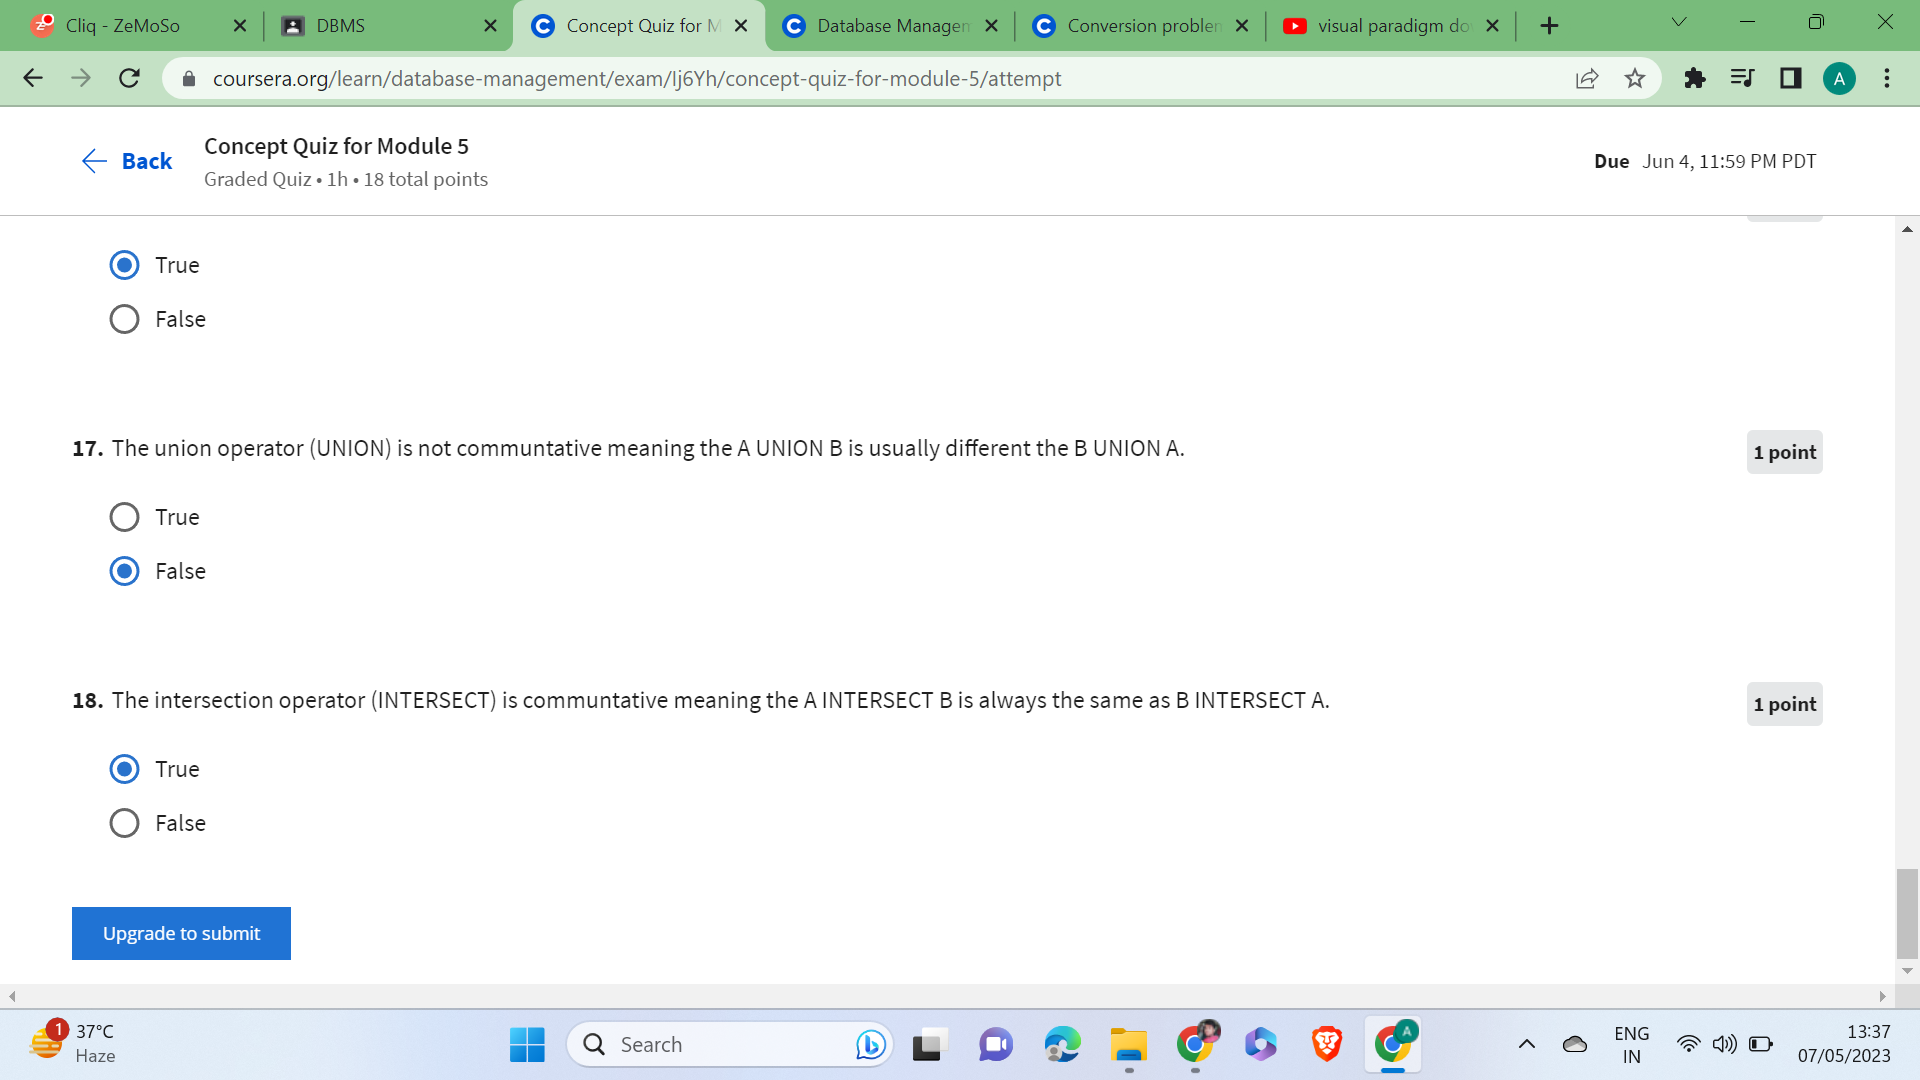 Cliq - ZeMoSo
DBMS
Concept Quiz for M
Database Managem
Conversion problem
visual paradigm do
coursera.org/learn/database-management/exam/Ij6Yh/concept-quiz-for-module-5/attempt
A
Back
Concept Quiz for Module 5
Graded Quiz • 1h • 18 total points
Due Jun 4, 11:59 PM PDT
True
False
17. The union operator (UNION) is not communtative meaning the A UNION B is usually different the B UNION A.
1 point
True
False
18. The intersection operator (INTERSECT) is communtative meaning the A INTERSECT B is always the same as B INTERSECT A.
1 point
True
False
Upgrade to submit
1
37°C
Haze
Search
A
ENG
IN
13:37
07/05/2023